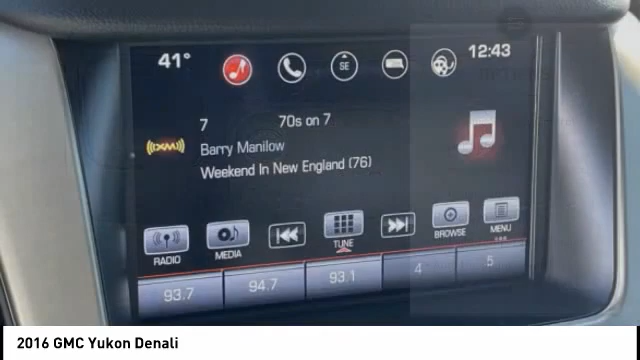 41° SE 12:43
7 70s on 7
((XM)) Barry Manilow
Weekend In New England (76)
RADIO MEDIA TUNE BROWSE MENU
93.7 94.7 93.1 4 5
2016 GMC Yukon Denali